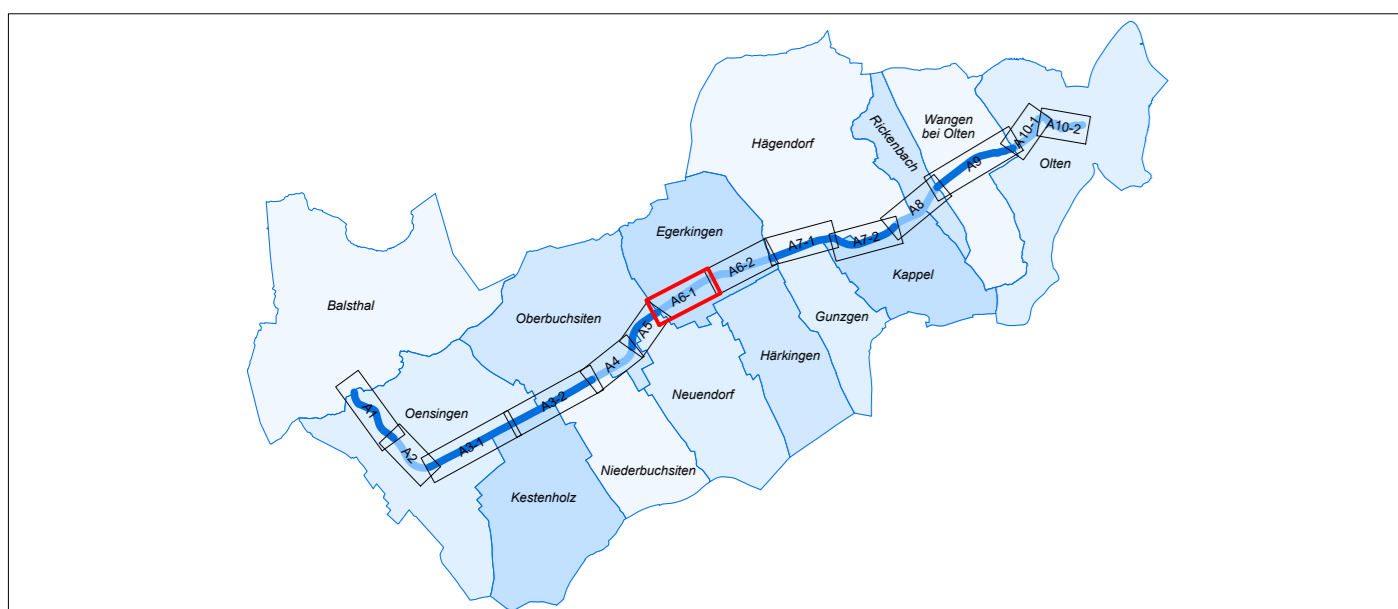 Wangen
bei Olten
Rickenbach
A10-1
A10-2
Hägendorf
Olten
A9
A8
Egerkingen
A7-1
A7-2
A6-2
Kappel
A6-1
Balsthal
Oberbuchsiten
Gunzgen
A5
Härkingen
A4
Neuendorf
A3-2
A1
Oensingen
A3-1
A2
Niederbuchsiten
Kestenholz